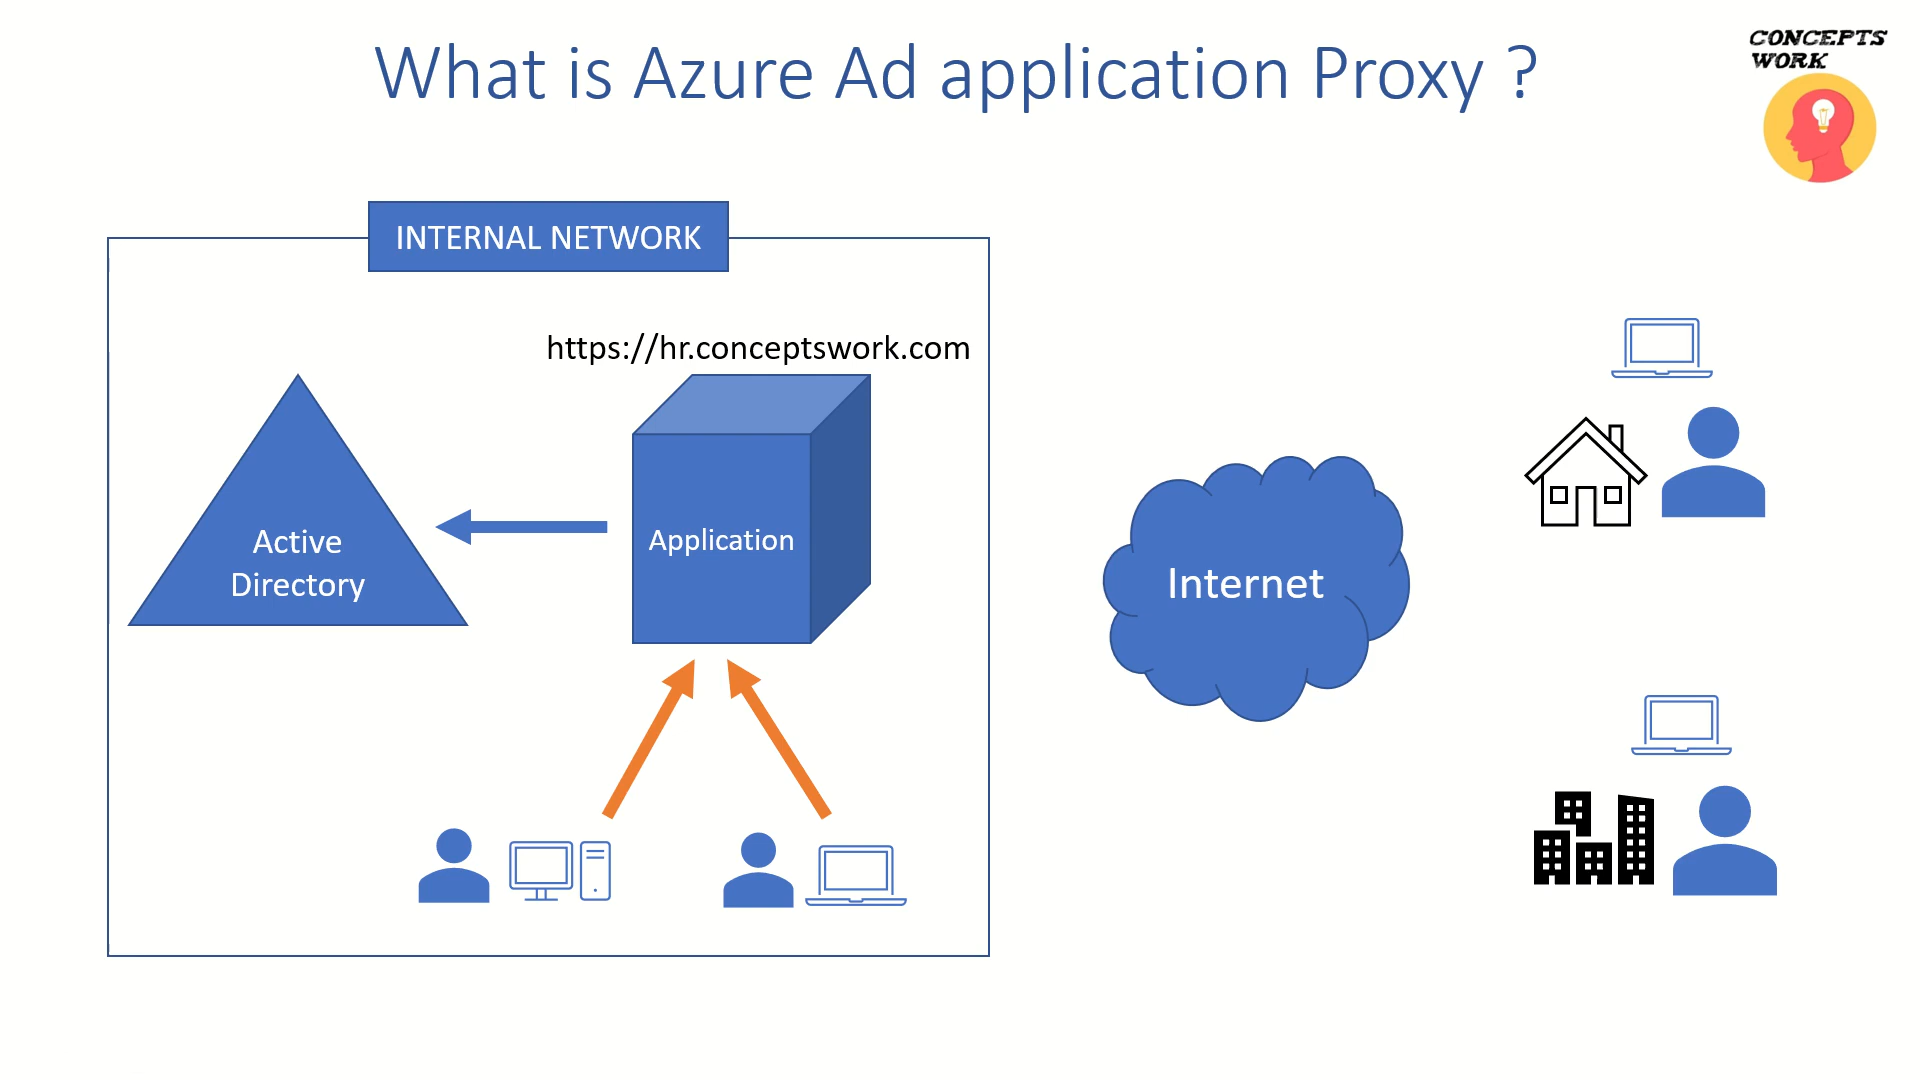 What is Azure Ad application Proxy ?
CONCEPTS
WORK
INTERNAL NETWORK
https://hr.conceptswork.com
Active
Directory
Application
Internet